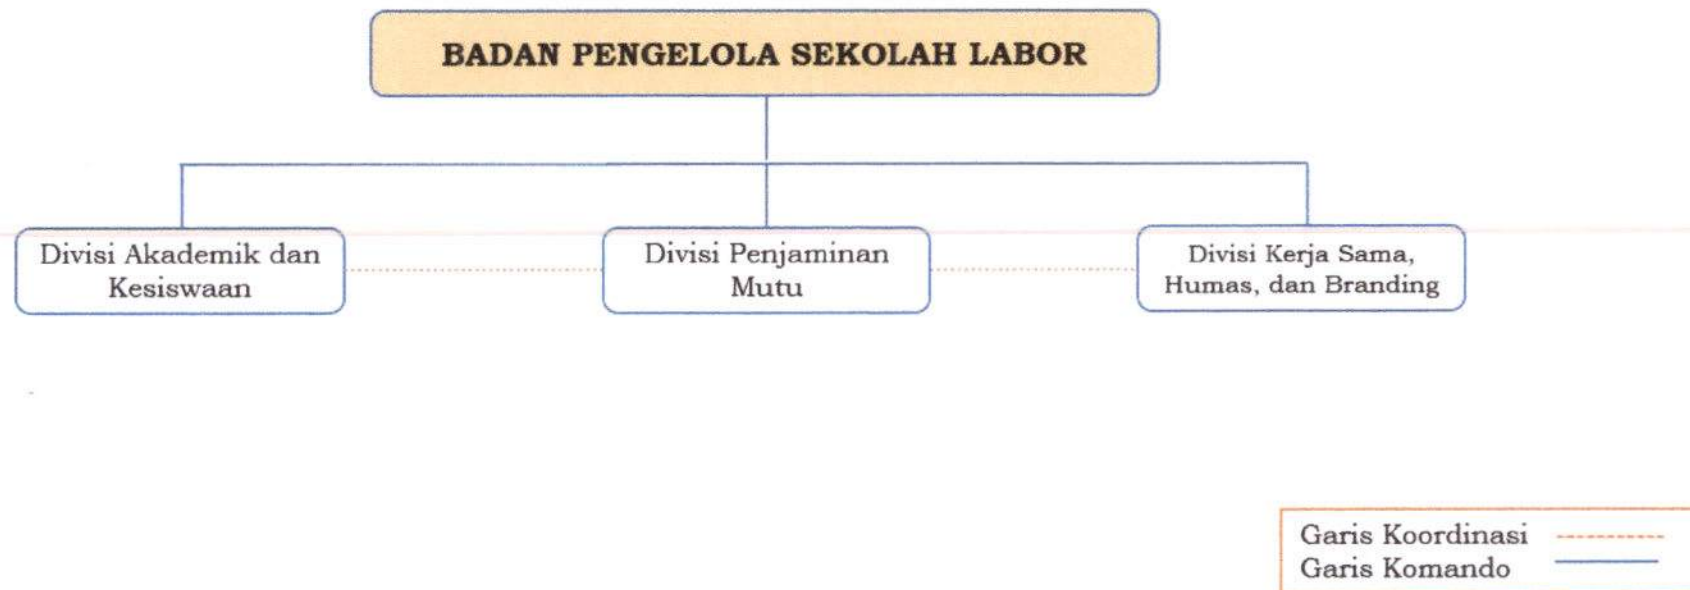 BADAN PENGELOLA SEKOLAH LABOR
Divisi Akademik dan
Kesiswaan
Divisi Penjaminan
Mutu
Divisi Kerja Sama,
Humas, dan Branding
Garis Koordinasi
Garis Komando